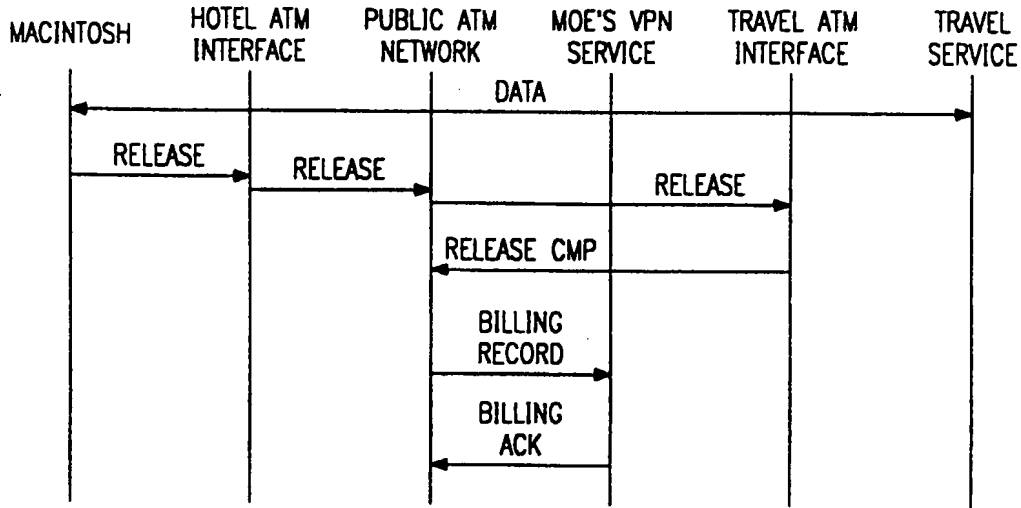 MACINTOSH
HOTEL ATM
INTERFACE
PUBLIC ATM
NETWORK
MOE'S VPN
SERVICE
TRAVEL ATM
INTERFACE
TRAVEL
SERVICE
DATA
RELEASE
RELEASE
RELEASE
RELEASE CMP
BILLING
RECORD
BILLING
ACK